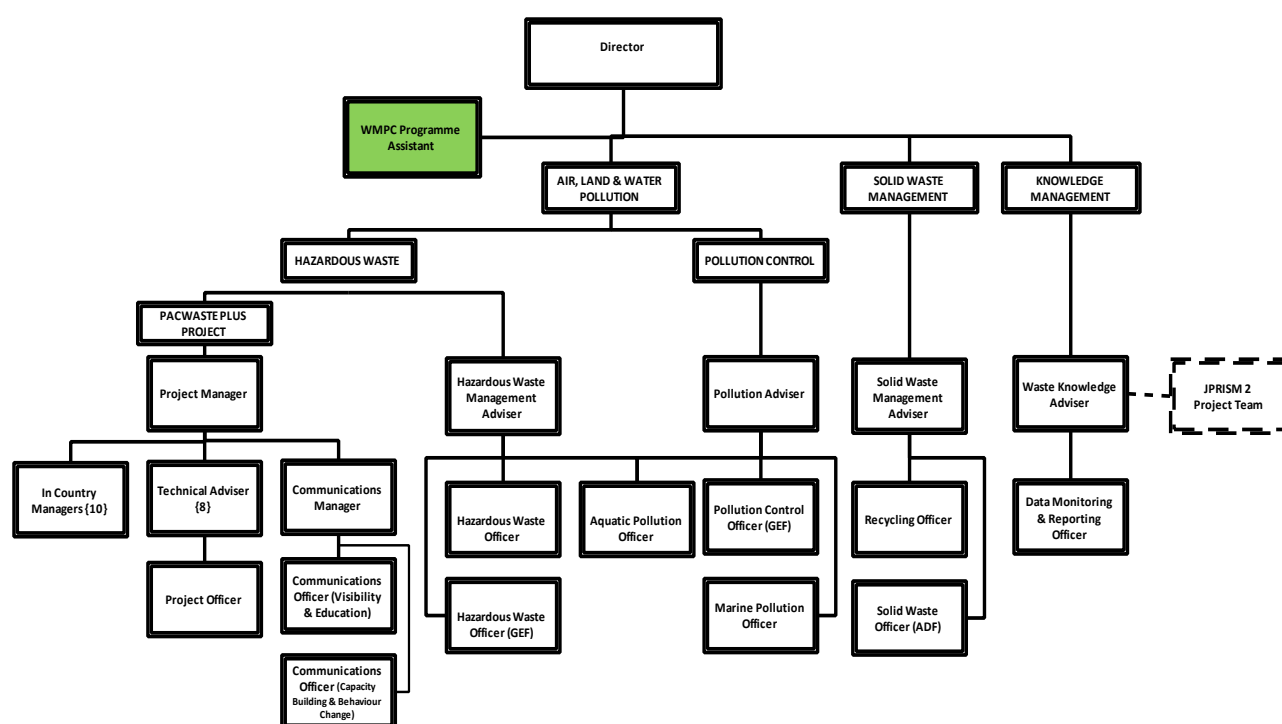 Director
WMPC Programme
Assistant
AIR, LAND & WATER
POLLUTION
SOLID WASTE
MANAGEMENT
KNOWLEDGE
MANAGEMENT
HAZARDOUS WASTE
POLLUTION CONTROL
PACWASTE PLUS
PROJECT
Project Manager
Hazardous Waste
Management
Adviser
Pollution Adviser
Solid Waste
Management
Adviser
Waste Knowledge
Adviser
JPRISM 2
Project Team
In Country
Managers {10}
Technical Adviser
{8}
Communications
Manager
Hazardous Waste
Officer
Aquatic Pollution
Officer
Pollution Control
Officer (GEF)
Recycling Officer
Data Monitoring
& Reporting
Officer
Project Officer
Communications
Officer (Visibility
& Education)
Hazardous Waste
Officer (GEF)
Marine Pollution
Officer
Solid Waste
Officer (ADF)
Communications
Officer (Capacity
Building & Behaviour
Change)